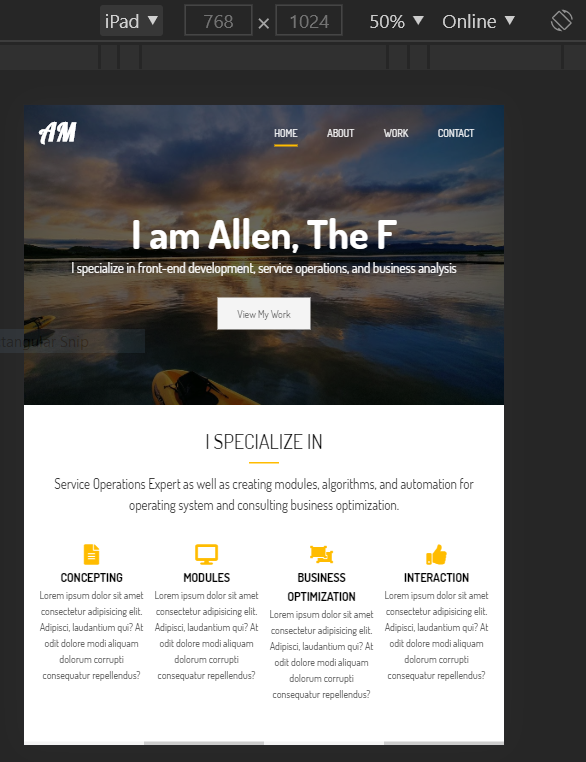 iPad ▼ 768 × 1024 50% ▼ Online ▼
AM HOME ABOUT WORK CONTACT
I am Allen, The F
I specialize in front-end development, service operations, and business analysis
View My Work
ctangular Snip
I SPECIALIZE IN
Service Operations Expert as well as creating modules, algorithms, and automation for
operating system and consulting business optimization.
CONCEPTING
Lorem ipsum dolor sit amet
consectetur adipisicing elit.
Adipisci, laudantium qui? At
odit dolore modi aliquam
dolorum corrupti
consequatur repellendus?
MODULES
Lorem ipsum dolor sit amet
consectetur adipisicing elit.
Adipisci, laudantium qui? At
odit dolore modi aliquam
dolorum corrupti
consequatur repellendus?
BUSINESS
OPTIMIZATION
Lorem ipsum dolor sit amet
consectetur adipisicing elit.
Adipisci, laudantium qui? At
odit dolore modi aliquam
dolorum corrupti
consequatur repellendus?
INTERACTION
Lorem ipsum dolor sit amet
consectetur adipisicing elit.
Adipisci, laudantium qui? At
odit dolore modi aliquam
dolorum corrupti
consequatur repellendus?